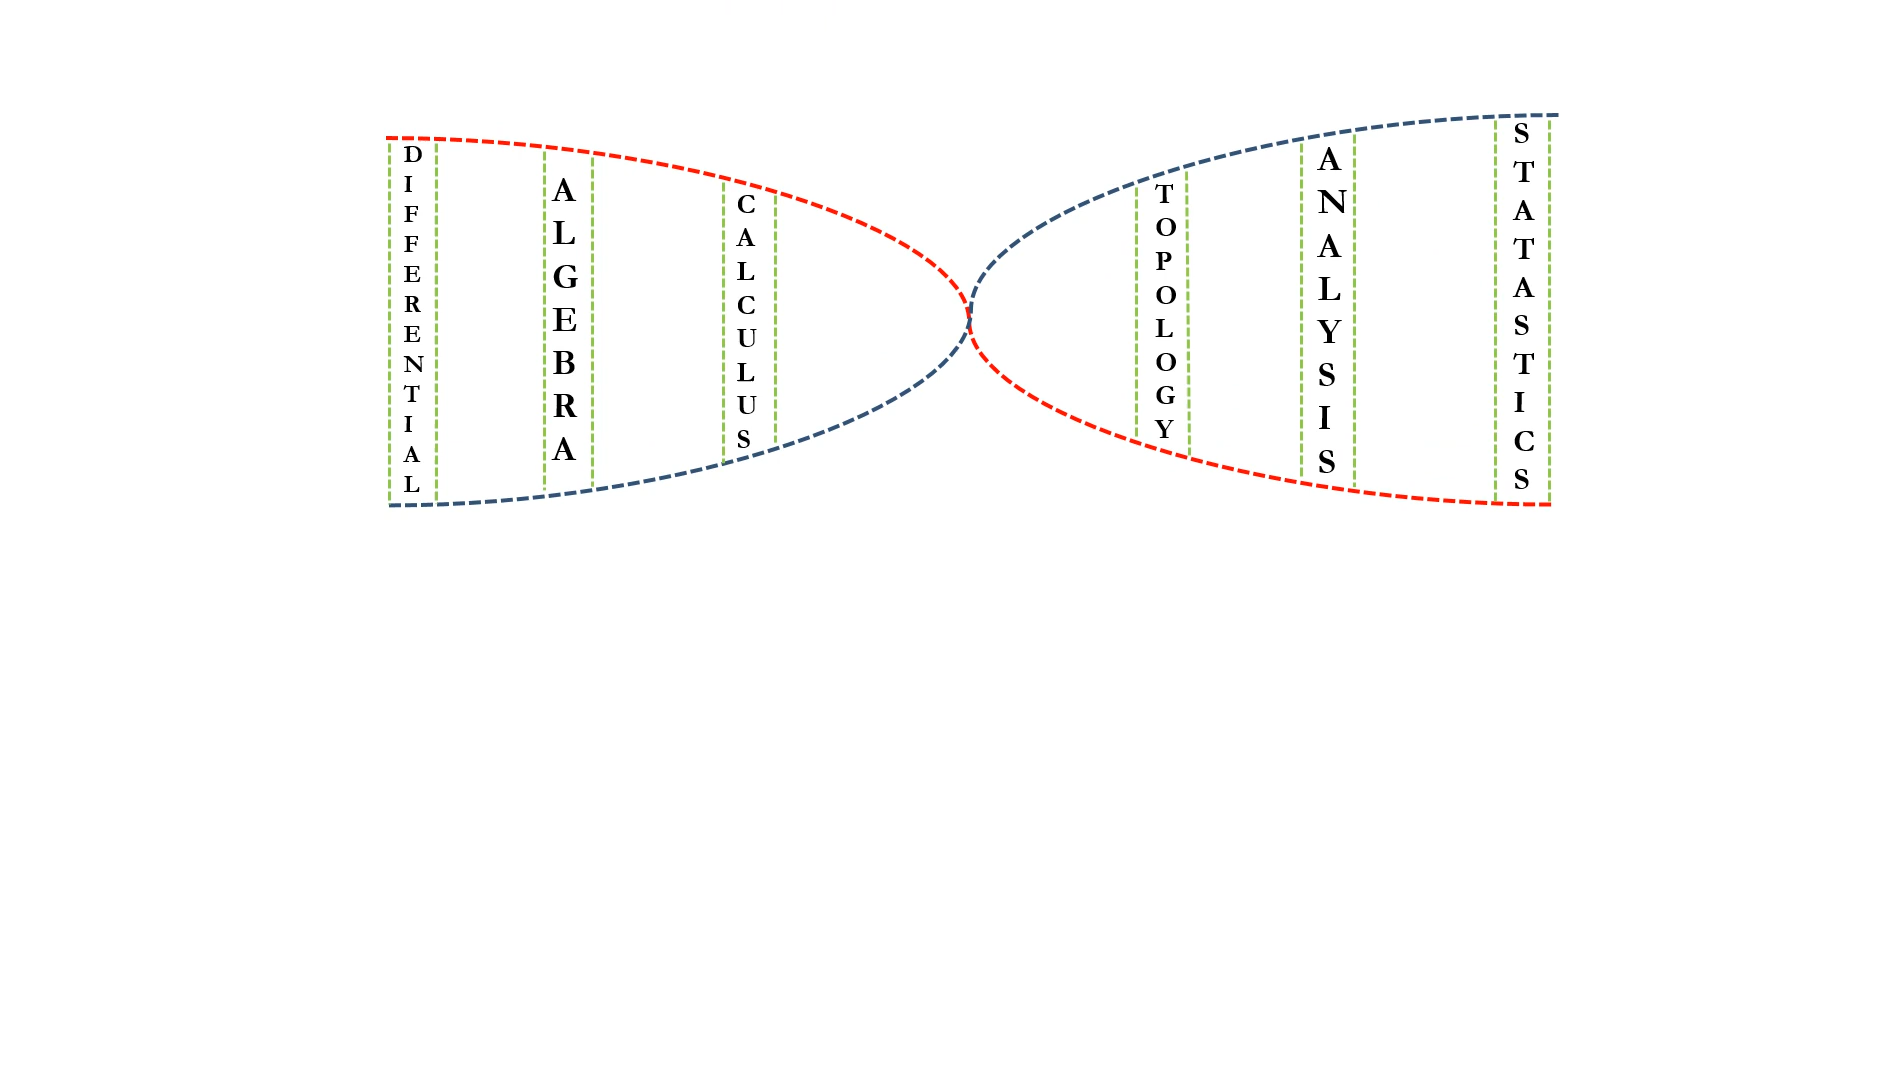 DIFFERENTIAL
ALGEBRA
CALCULUS
TOPOLOGY
ANALYSIS
STATASTICS